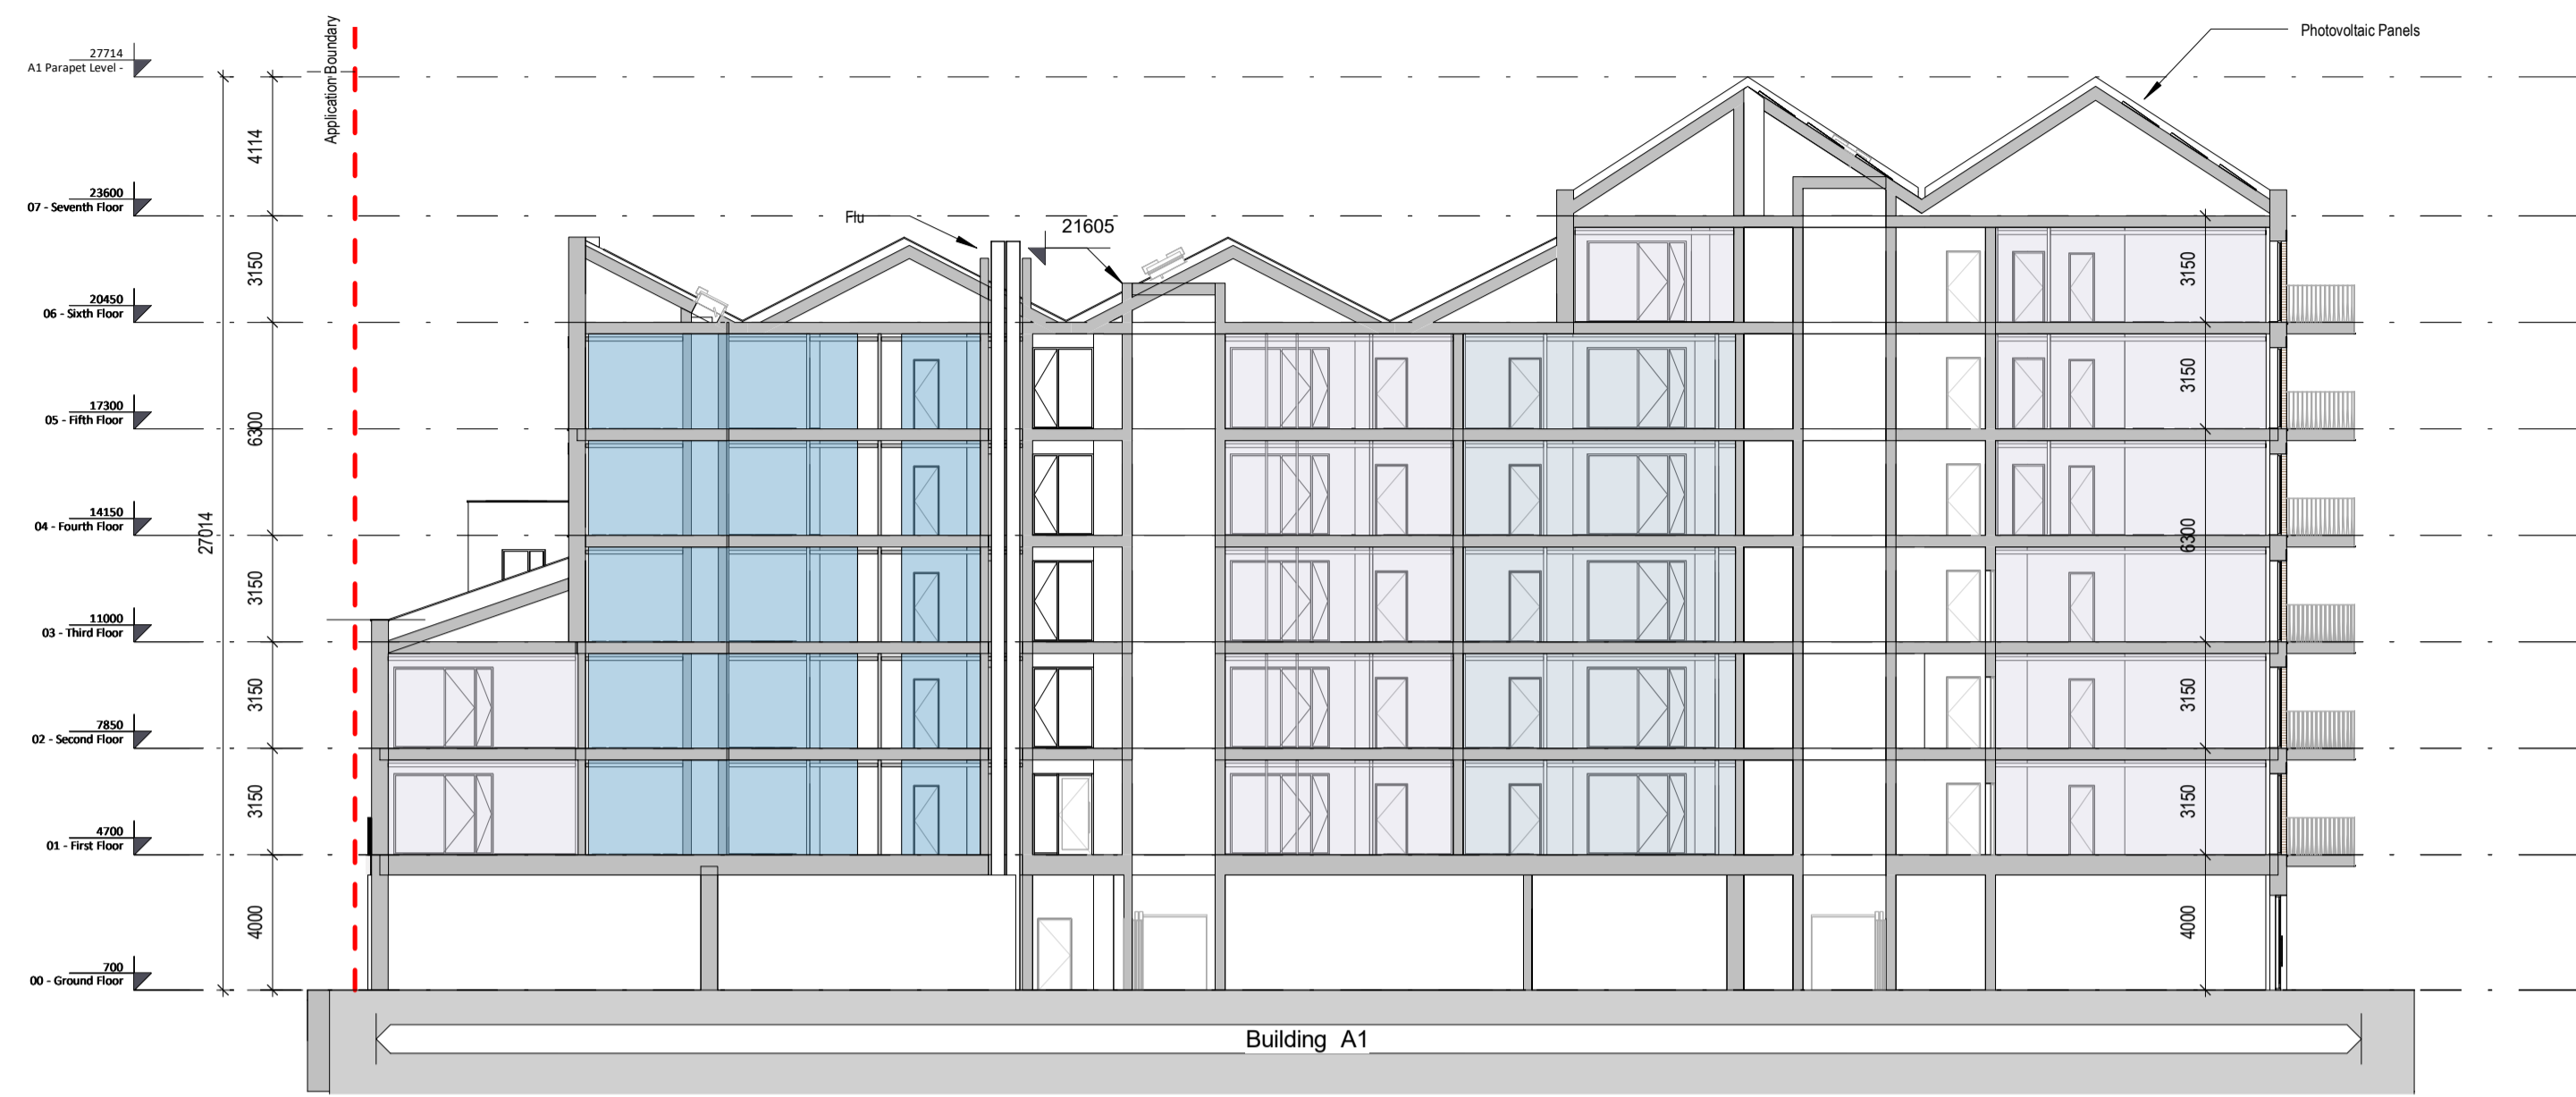 Application Boundary
Photovoltaic Panels
27714
A1 Parapet Level -
4114
23600
07 - Seventh Floor
Flu
21605
3150
3150
20450
06 - Sixth Floor
3150
17300
05 - Fifth Floor
6300
14150
04 - Fourth Floor
27014
6300
3150
11000
03 - Third Floor
3150
3150
7850
02 - Second Floor
3150
3150
4700
01 - First Floor
4000
4000
700
00 - Ground Floor
Building A1